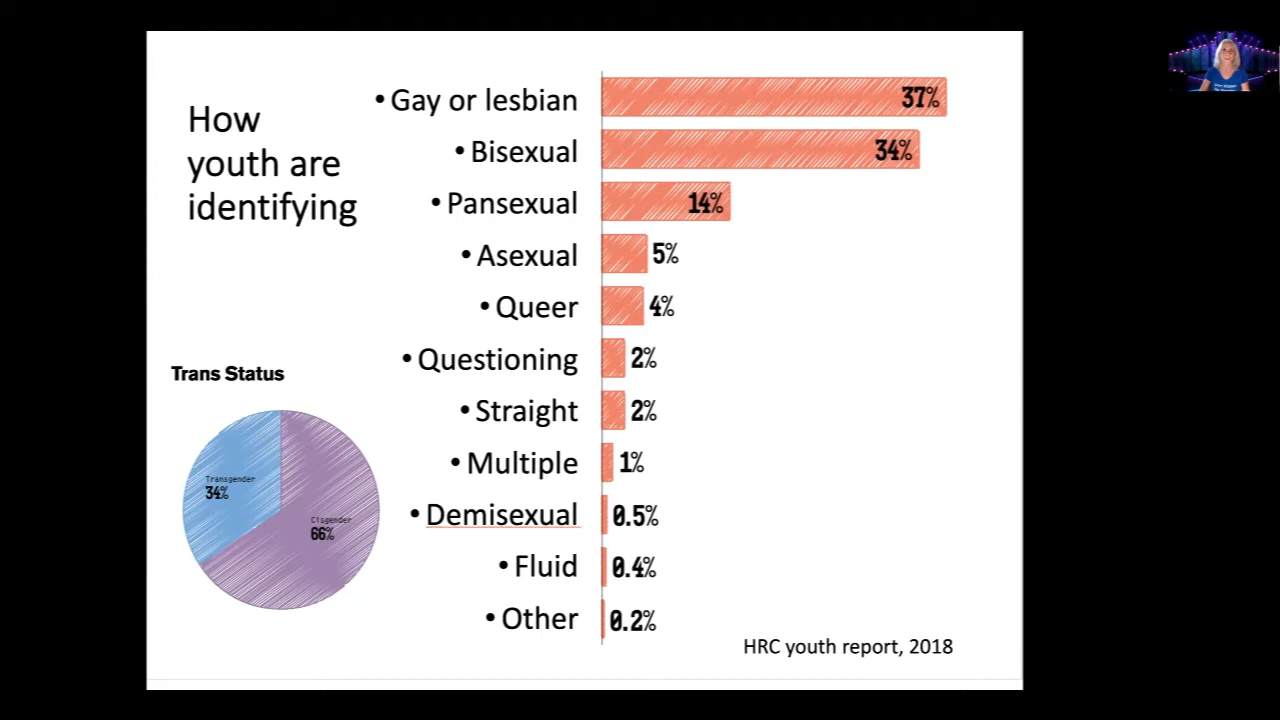 How
youth are
identifying
• Gay or lesbian 37%
• Bisexual 34%
• Pansexual 14%
• Asexual 5%
• Queer 4%
• Questioning 2%
• Straight 2%
• Multiple 1%
• Demisexual 0.5%
• Fluid 0.4%
• Other 0.2%
Trans Status
Transgender
34%
Cisgender
66%
HRC youth report, 2018